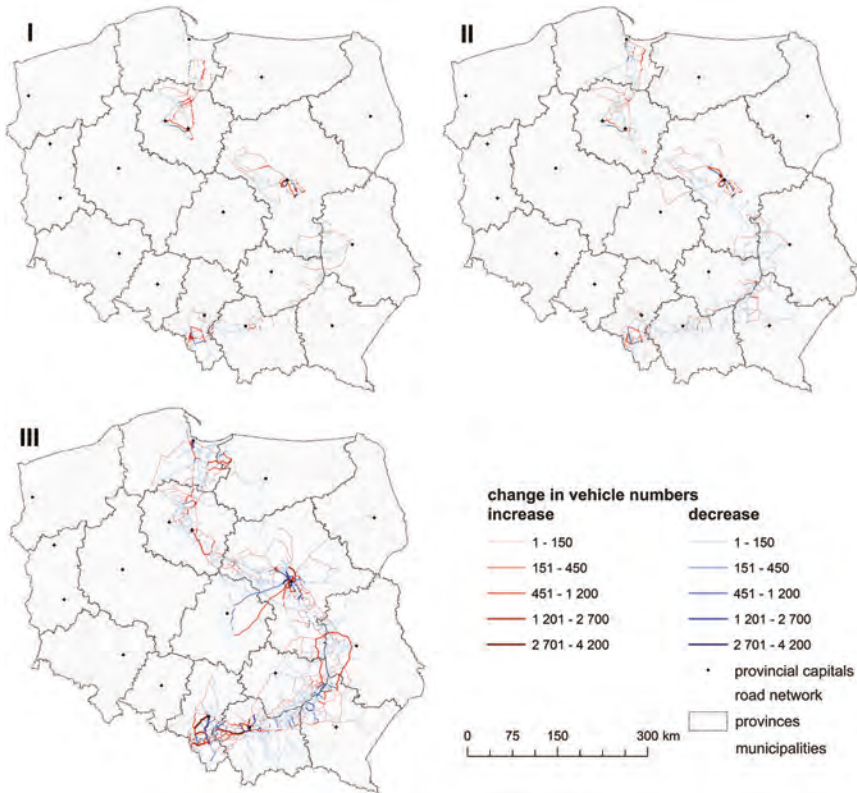 I
II
III
change in vehicle numbers
increase
decrease
1 - 150
1 - 150
151 - 450
151 - 450
451 - 1 200
451 - 1 200
1 201 - 2 700
1 201 - 2 700
2 701 - 4 200
2 701 - 4 200
provincial capitals
road network
provinces
municipalities
0 75 150 300 km